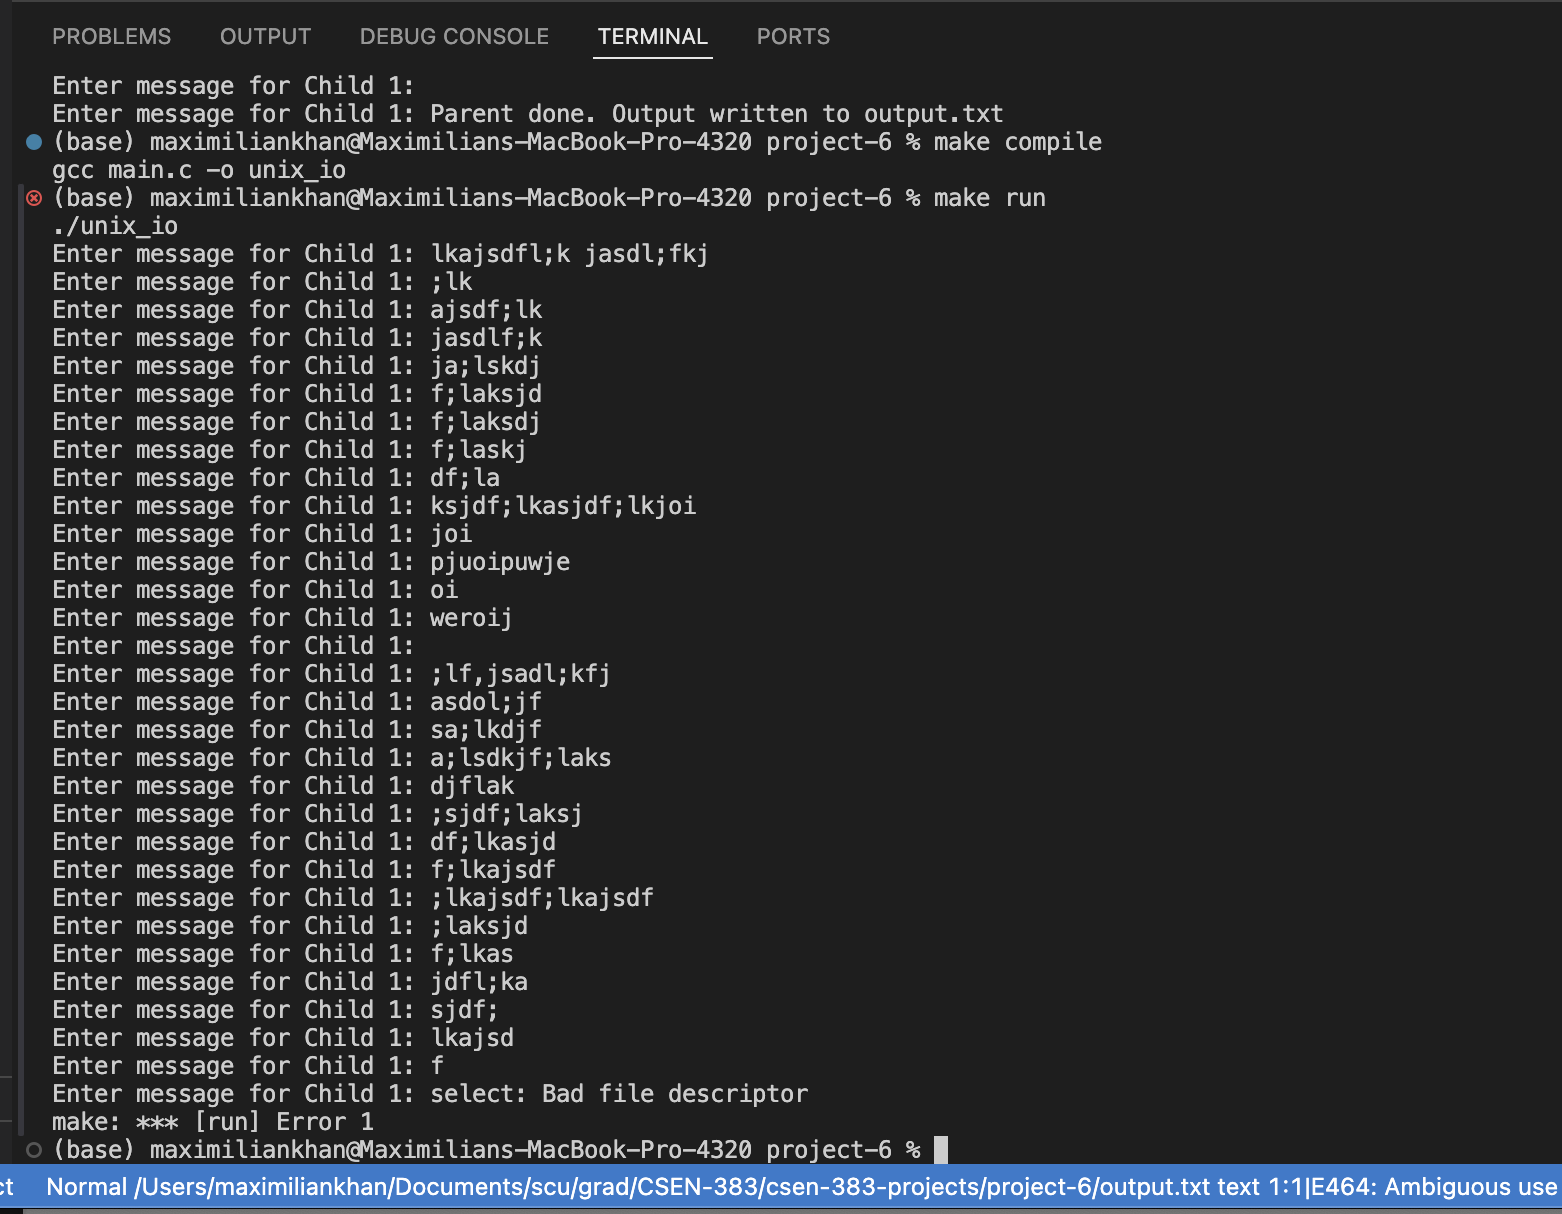 PROBLEMS OUTPUT DEBUG CONSOLE TERMINAL PORTS
Enter message for Child 1:
Enter message for Child 1: Parent done. Output written to output.txt
(base) maximiliankhan@Maximilians-MacBook-Pro-4320 project-6 % make compile
gcc main.c -o unix_io
(base) maximiliankhan@Maximilians-MacBook-Pro-4320 project-6 % make run
./unix_io
Enter message for Child 1: lkajsdfl;k jasdl;fkj
Enter message for Child 1: ;lk
Enter message for Child 1: ajsdf;lk
Enter message for Child 1: jasdlf;k
Enter message for Child 1: ja;lskdj
Enter message for Child 1: f;laksjd
Enter message for Child 1: f;laksdj
Enter message for Child 1: f;laskj
Enter message for Child 1: df;la
Enter message for Child 1: ksjdf;lkasjdf;lkjoi
Enter message for Child 1: joi
Enter message for Child 1: pjuoipuwje
Enter message for Child 1: oi
Enter message for Child 1: weroij
Enter message for Child 1:
Enter message for Child 1: ;lf,jsadl;kfj
Enter message for Child 1: asdol;jf
Enter message for Child 1: sa;lkdjf
Enter message for Child 1: a;lsdkjf;laks
Enter message for Child 1: djflak
Enter message for Child 1: ;sjdf;laksj
Enter message for Child 1: df;lkasjd
Enter message for Child 1: f;lkajsdf
Enter message for Child 1: ;lkajsdf;lkajsdf
Enter message for Child 1: ;laksjd
Enter message for Child 1: f;lkas
Enter message for Child 1: jdfl;ka
Enter message for Child 1: sjdf;
Enter message for Child 1: lkajsd
Enter message for Child 1: f
Enter message for Child 1: select: Bad file descriptor
make: *** [run] Error 1
(base) maximiliankhan@Maximilians-MacBook-Pro-4320 project-6 %
ct Normal /Users/maximiliankhan/Documents/scu/grad/CSEN-383/csen-383-projects/project-6/output.txt text 1:1|E464: Ambiguous use